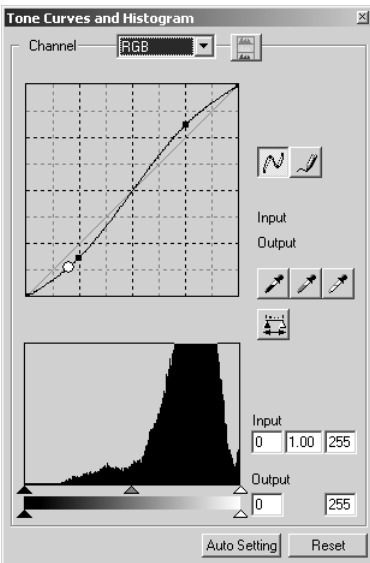 Tone Curves and Histogram
Channel RGB
Input
Output
Input
0 1.00 255
Output
0 255
Auto Setting Reset